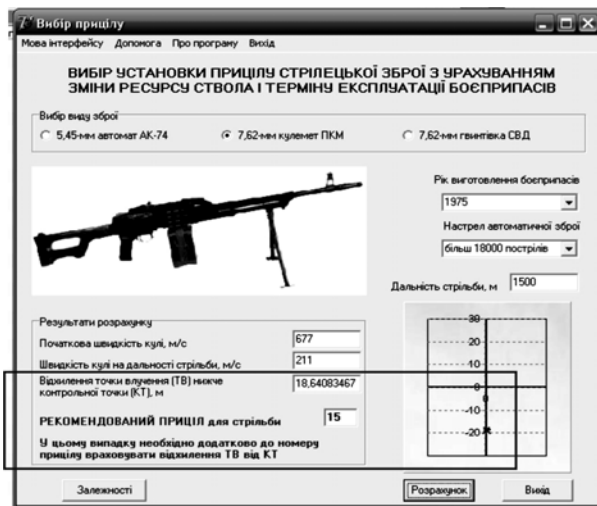 Вибір прицілу
Мова інтерфейсу Допомога Про програму Вихід
ВИБІР УСТАНОВКИ ПРИЦІЛУ СТРІЛЕЦЬКОЇ ЗБРОЇ З УРАХУВАННЯМ
ЗМІНИ РЕСУРСУ СТВОЛА І ТЕРМІНУ ЕКСПЛУАТАЦІЇ БОЄПРИПАСІВ
Вибір виду зброї
5,45-мм автомат АК-74 7,62-мм кулемет ПКМ 7,62-мм гвинтівка СВД
Рік виготовлення боєприпасів
1975
Настрел автоматичної зброї
більш 18000 пострілів
Дальність стрільби, м 1500
Результати розрахунку
Початкова швидкість кулі, м/с 677
Швидкість кулі на дальності стрільби, м/с 211
Відхилення точки влучення (ТВ) нижче
контрольної точки (КТ), м 18,64083467
РЕКОМЕНДОВАНИЙ ПРИЦІЛ для стрільби 15
У цьому випадку необхідно додатково до номеру
прицілу враховувати відхилення ТВ від КТ
30
20
10
0
-10
-20
Залежності Розрахунок Вихід